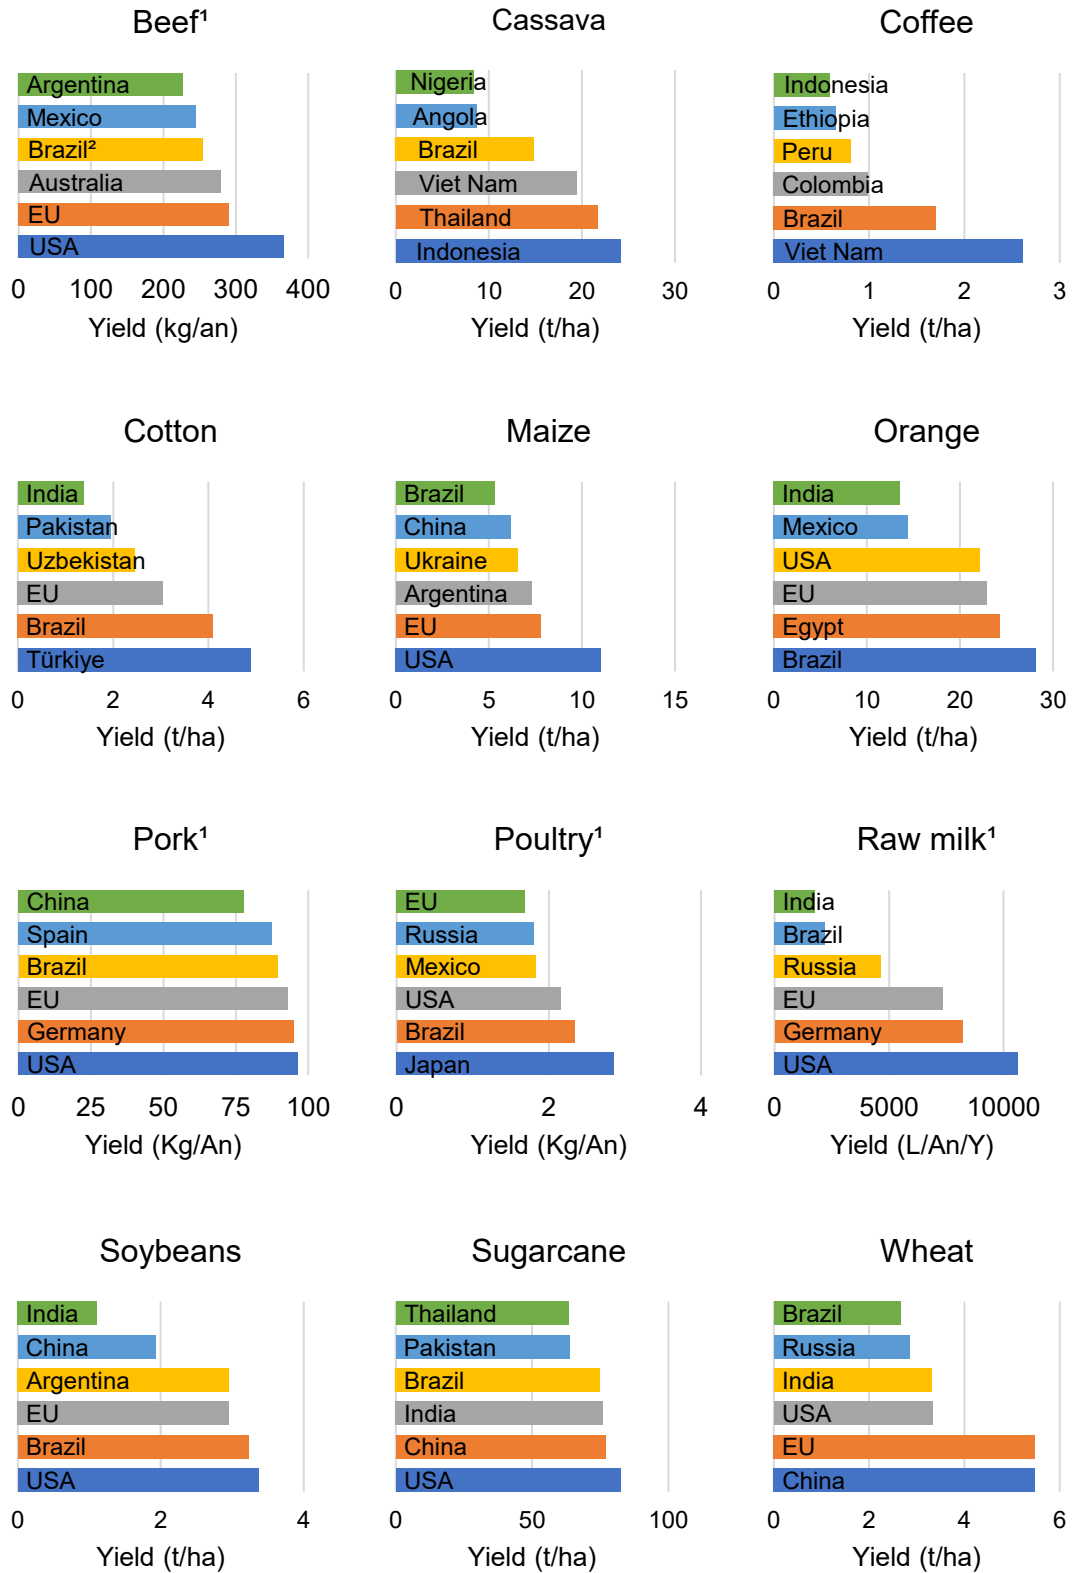 Beef¹
Argentina
Mexico
Brazil²
Australia
EU
USA
0 100 200 300 400
Yield (kg/an)
Cassava
Nigeria
Angola
Brazil
Viet Nam
Thailand
Indonesia
0 10 20 30
Yield (t/ha)
Coffee
Indonesia
Ethiopia
Peru
Colombia
Brazil
Viet Nam
0 1 2 3
Yield (t/ha)
Cotton
India
Pakistan
Uzbekistan
EU
Brazil
Türkiye
0 2 4 6
Yield (t/ha)
Maize
Brazil
China
Ukraine
Argentina
EU
USA
0 5 10 15
Yield (t/ha)
Orange
India
Mexico
USA
EU
Egypt
Brazil
0 10 20 30
Yield (t/ha)
Pork¹
China
Spain
Brazil
EU
Germany
USA
0 25 50 75 100
Yield (Kg/An)
Poultry¹
EU
Russia
Mexico
USA
Brazil
Japan
0 2 4
Yield (Kg/An)
Raw milk¹
India
Brazil
Russia
EU
Germany
USA
0 5000 10000
Yield (L/An/Y)
Soybeans
India
China
Argentina
EU
Brazil
USA
0 2 4
Yield (t/ha)
Sugarcane
Thailand
Pakistan
Brazil
India
China
USA
0 50 100
Yield (t/ha)
Wheat
Brazil
Russia
India
USA
EU
China
0 2 4 6
Yield (t/ha)